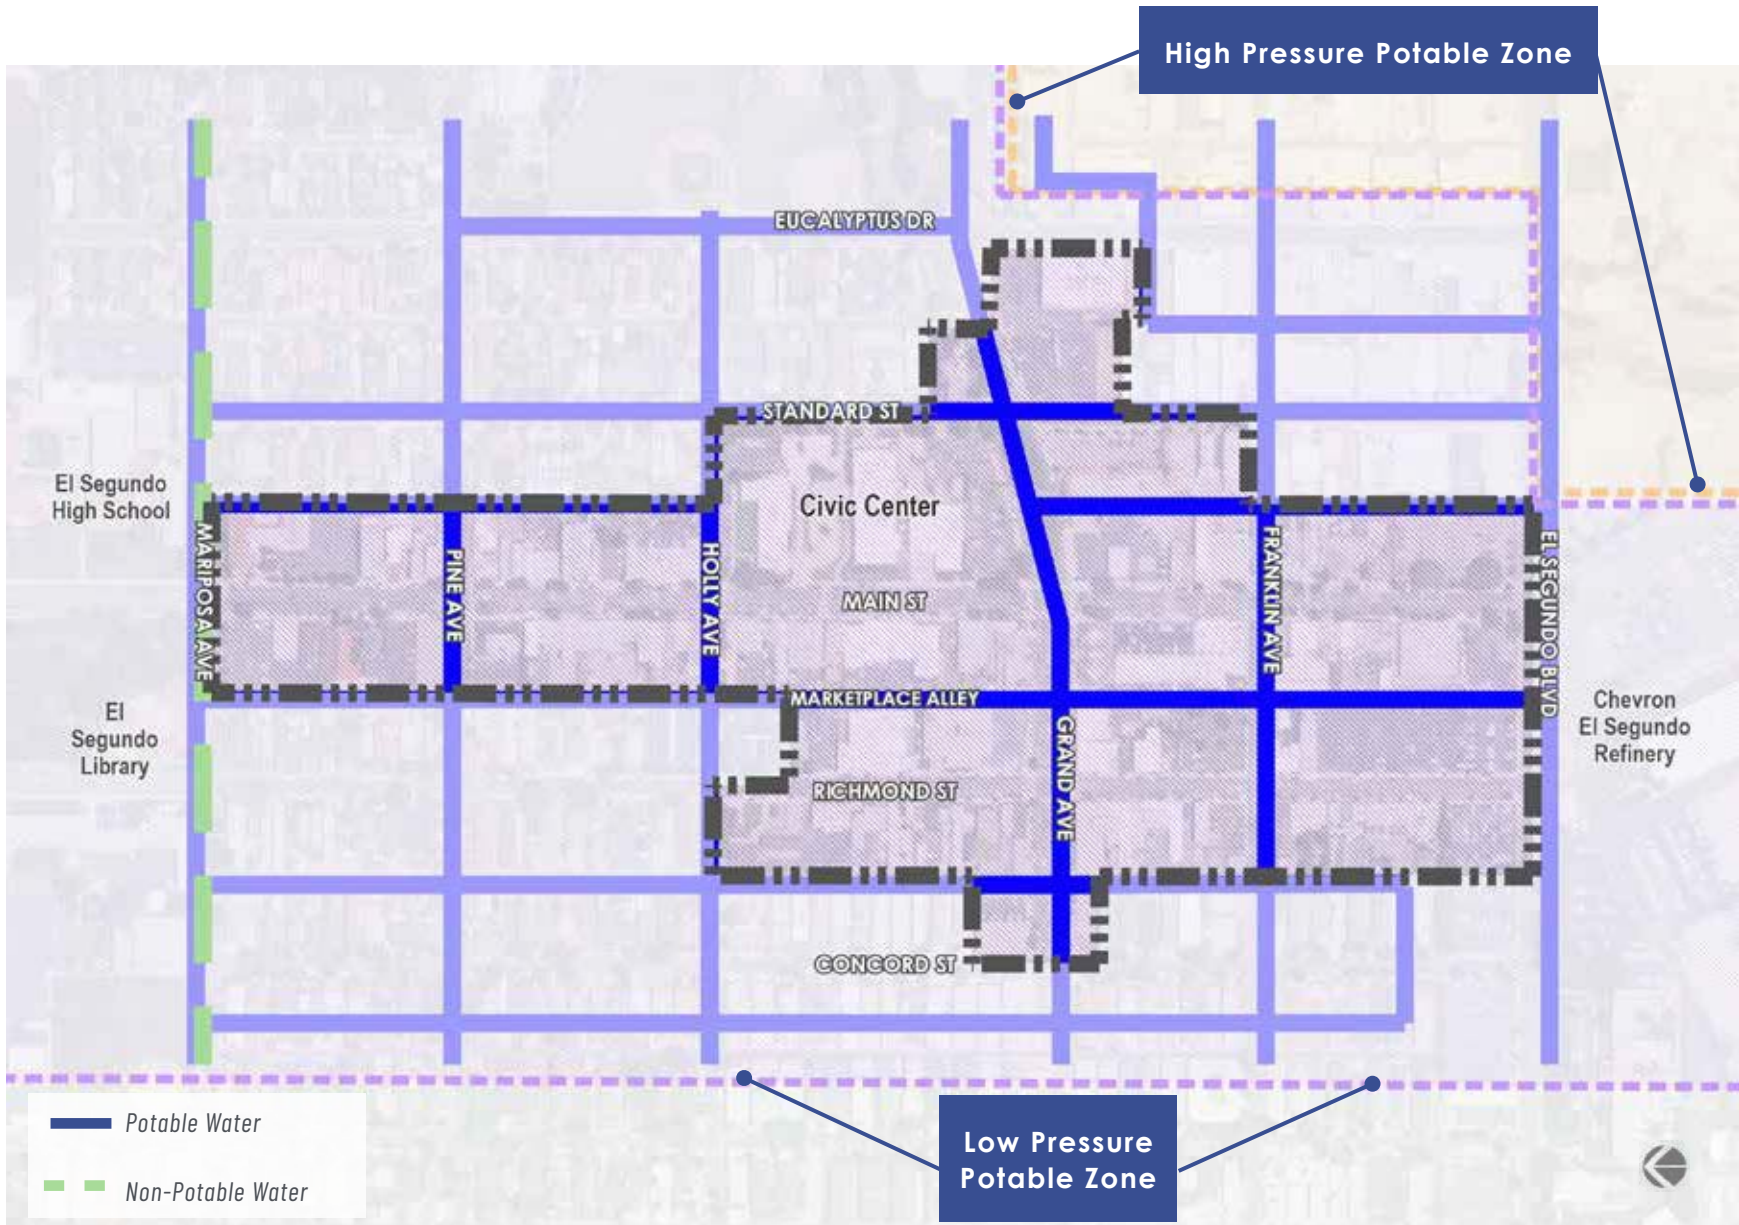 High Pressure Potable Zone
EUCALYPTUS DR
STANDARD ST
El Segundo
High School
Civic Center
MARIPOSA AVE
PINE AVE
HOLLY AVE
MAIN ST
FRANKLIN AVE
EL SEGUNDO BLVD
MARKETPLACE ALLEY
El
Segundo
Library
GRAND AVE
Chevron
El Segundo
Refinery
RICHMOND ST
CONCORD ST
Low Pressure
Potable Zone
Potable Water
Non-Potable Water